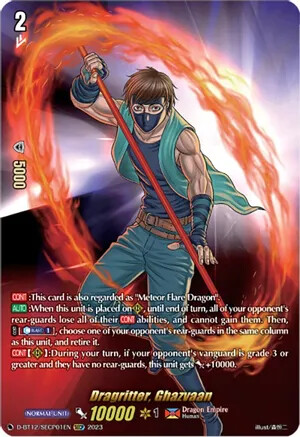 2
5000
CONT :This card is also regarded as "Meteor Flare Dragon".
AUTO :When this unit is placed on , until end of turn, all of your opponent's
rear-guards lose all of their CONT abilities, and cannot gain them. Then,
[ 1 ], choose one of your opponent's rear-guards in the same column
as this unit, and retire it.
CONT [ ]:During your turn, if your opponent's vanguard is grade 3 or
greater and they have no rear-guards, this unit gets +10000.
Dragritter, Ghazvaan
NORMAL UNIT
10000 1
Dragon Empire
Human
D-BT12/SECP01EN 2023